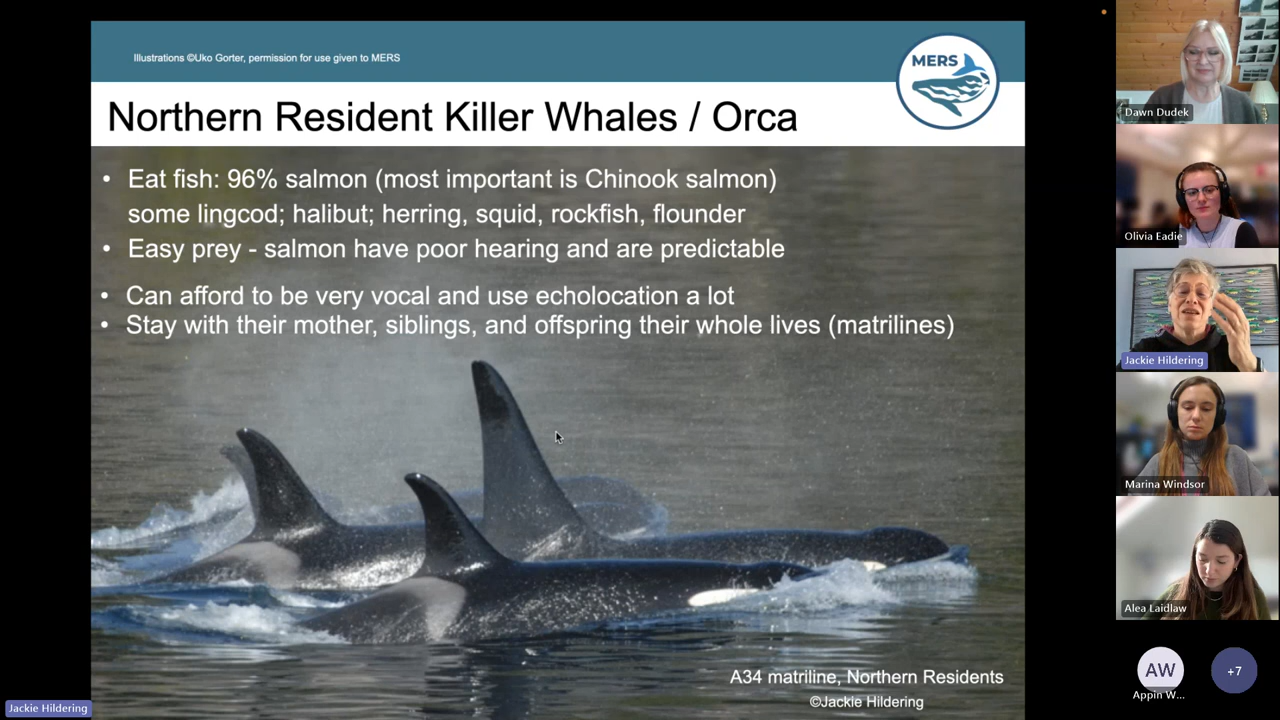 Illustrations ©Uko Gorter, permission for use given to MERS
MERS
Northern Resident Killer Whales / Orca
• Eat fish: 96% salmon (most important is Chinook salmon)
some lingcod; halibut; herring, squid, rockfish, flounder
• Easy prey - salmon have poor hearing and are predictable
• Can afford to be very vocal and use echolocation a lot
• Stay with their mother, siblings, and offspring their whole lives (matrilines)
A34 matriline, Northern Residents
©Jackie Hildering
Jackie Hildering
Dawn Dudek
Olivia Eadie
Jackie Hildering
Marina Windsor
Alea Laidlaw
AW
Appin W...
+7